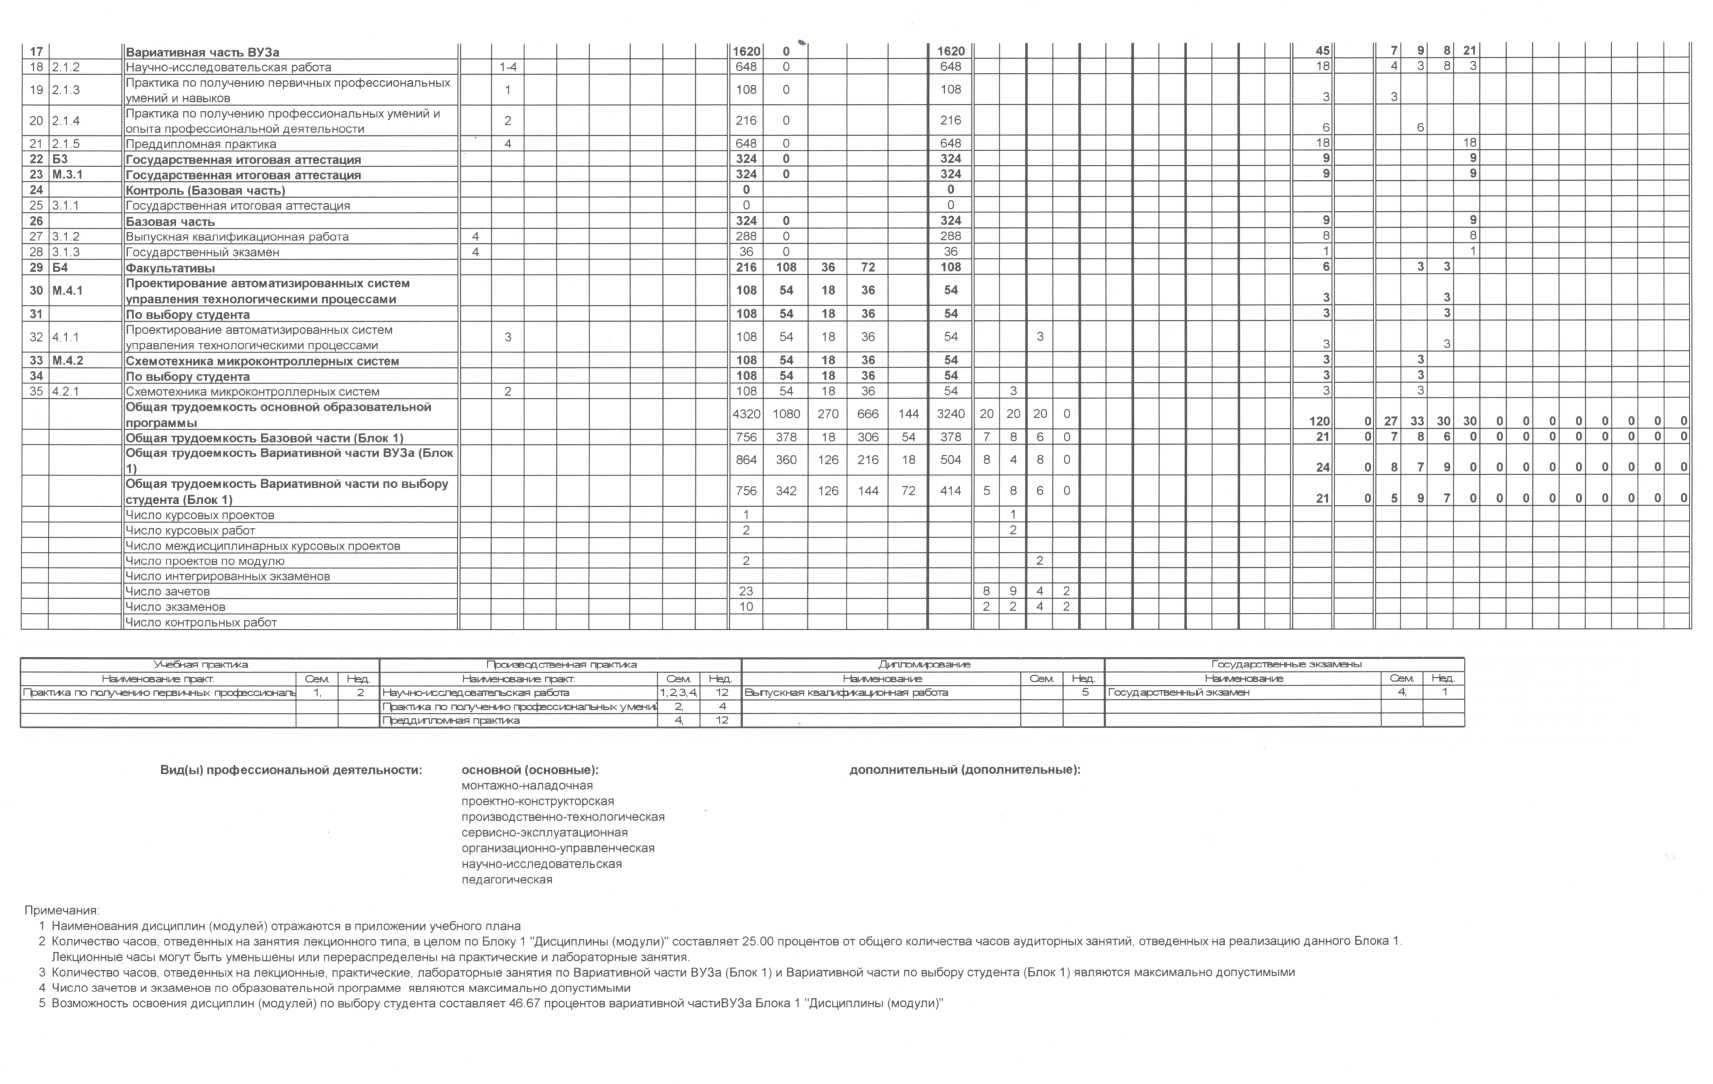 17 Вариативная часть ВУЗа 1620 0 1620 45 7 9 8 21
18 2.1.2 Научно-исследовательская работа 1-4 648 0 648 18 4 3 8 3
19 2.1.3 Практика по получению первичных профессиональных умений и навыков 1 108 0 108 3 3
20 2.1.4 Практика по получению профессиональных умений и опыта профессиональной деятельности 2 216 0 216 6 6
21 2.1.5 Преддипломная практика 4 648 0 648 18 18
22 Б3 Государственная итоговая аттестация 324 0 324 9 9
23 М.3.1 Государственная итоговая аттестация 324 0 324 9 9
24 Контроль (Базовая часть) 0 0
25 3.1.1 Государственная итоговая аттестация 0 0
26 Базовая часть 324 0 324 9 9
27 3.1.2 Выпускная квалификационная работа 4 288 0 288 8 8
28 3.1.3 Государственный экзамен 4 36 0 36 1 1
29 Б4 Факультативы 216 108 36 72 108 6 3 3
30 М.4.1 Проектирование автоматизированных систем управления технологическими процессами 108 54 18 36 54 3 3
31 По выбору студента 108 54 18 36 54 3 3
32 4.1.1 Проектирование автоматизированных систем управления технологическими процессами 3 108 54 18 36 54 3 3 3
33 М.4.2 Схемотехника микроконтроллерных систем 108 54 18 36 54 3 3
34 По выбору студента 108 54 18 36 54 3 3
35 4.2.1 Схемотехника микроконтроллерных систем 2 108 54 18 36 54 3 3 3
Общая трудоемкость основной образовательной программы 4320 1080 270 666 144 3240 20 20 20 0 120 0 27 33 30 30 0 0 0 0 0 0 0 0
Общая трудоемкость Базовой части (Блок 1) 756 378 18 306 54 378 7 8 6 0 21 0 7 8 6 0 0 0 0 0 0 0 0 0
Общая трудоемкость Вариативной части ВУЗа (Блок 1) 864 360 126 216 18 504 8 4 8 0 24 0 8 7 9 0 0 0 0 0 0 0 0 0
Общая трудоемкость Вариативной части по выбору студента (Блок 1) 756 342 126 144 72 414 5 8 6 0 21 0 5 9 7 0 0 0 0 0 0 0 0 0
Число курсовых проектов 1 1
Число курсовых работ 2 2
Число междисциплинарных курсовых проектов
Число проектов по модулю 2 2
Число интегрированных экзаменов
Число зачетов 23 8 9 4 2
Число экзаменов 10 2 2 4 2
Число контрольных работ
Учебная практика Производственная практика Дипломирование Государственные экзамены
Наименование практ. Сем. Нед. Наименование практ. Сем. Нед. Наименование Сем. Нед. Наименование Сем. Нед.
Практика по получению первичных профессиональ 1, 2 Научно-исследовательская работа 1,2,3,4, 12 Выпускная квалификационная работа 5 Государственный экзамен 4, 1
Практика по получению профессиональных умени 2, 4
Преддипломная практика 4, 12
Вид(ы) профессиональной деятельности: основной (основные): дополнительный (дополнительные):
монтажно-наладочная
проектно-конструкторская
производственно-технологическая
сервисно-эксплуатационная
организационно-управленческая
научно-исследовательская
педагогическая
Примечания:
1 Наименования дисциплин (модулей) отражаются в приложении учебного плана
2 Количество часов, отведенных на занятия лекционного типа, в целом по Блоку 1 "Дисциплины (модули)" составляет 25.00 процентов от общего количества часов аудиторных занятий, отведенных на реализацию данного Блока 1.
Лекционные часы могут быть уменьшены или перераспределены на практические и лабораторные занятия.
3 Количество часов, отведенных на лекционные, практические, лабораторные занятия по Вариативной части ВУЗа (Блок 1) и Вариативной части по выбору студента (Блок 1) являются максимально допустимыми
4 Число зачетов и экзаменов по образовательной программе являются максимально допустимыми
5 Возможность освоения дисциплин (модулей) по выбору студента составляет 46.67 процентов вариативной частиВУЗа Блока 1 "Дисциплины (модули)"